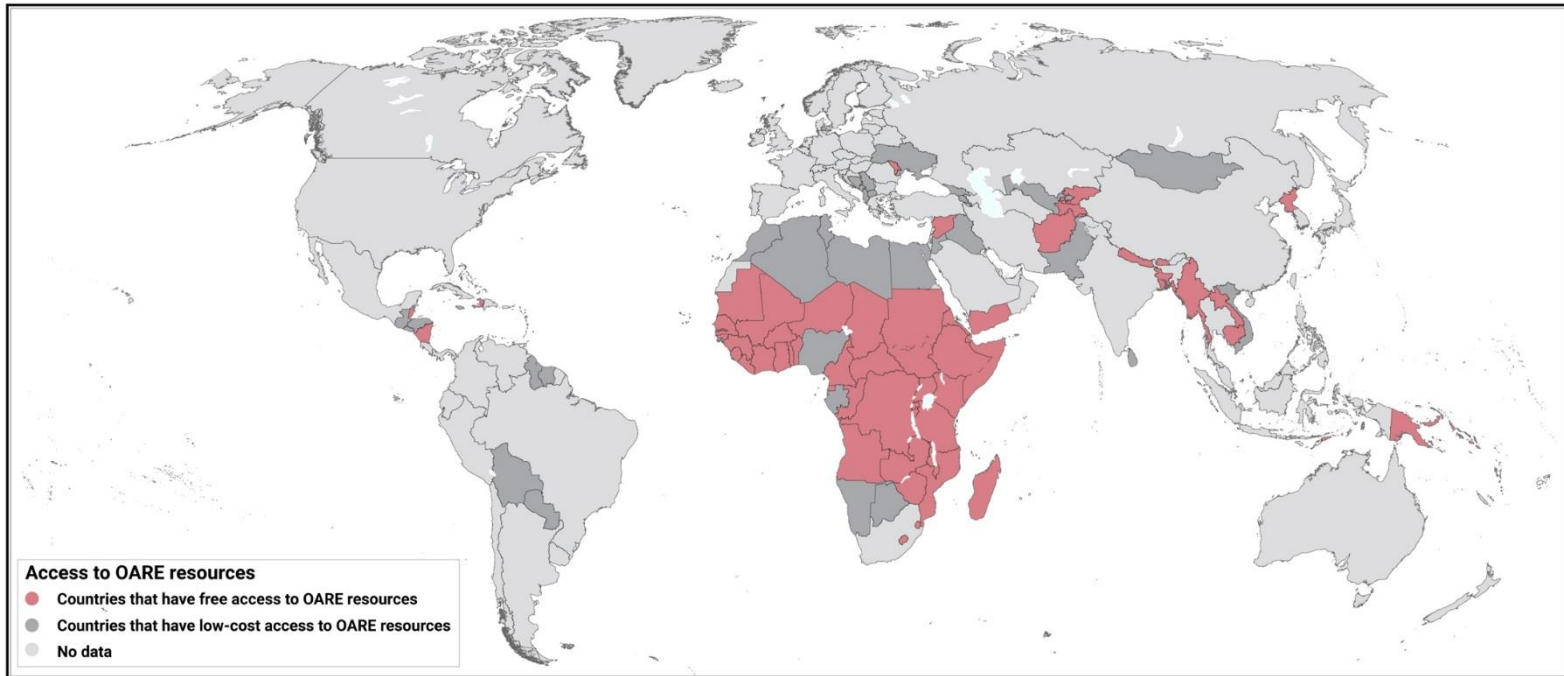 Access to OARE resources
Countries that have free access to OARE resources
Countries that have low-cost access to OARE resources
No data